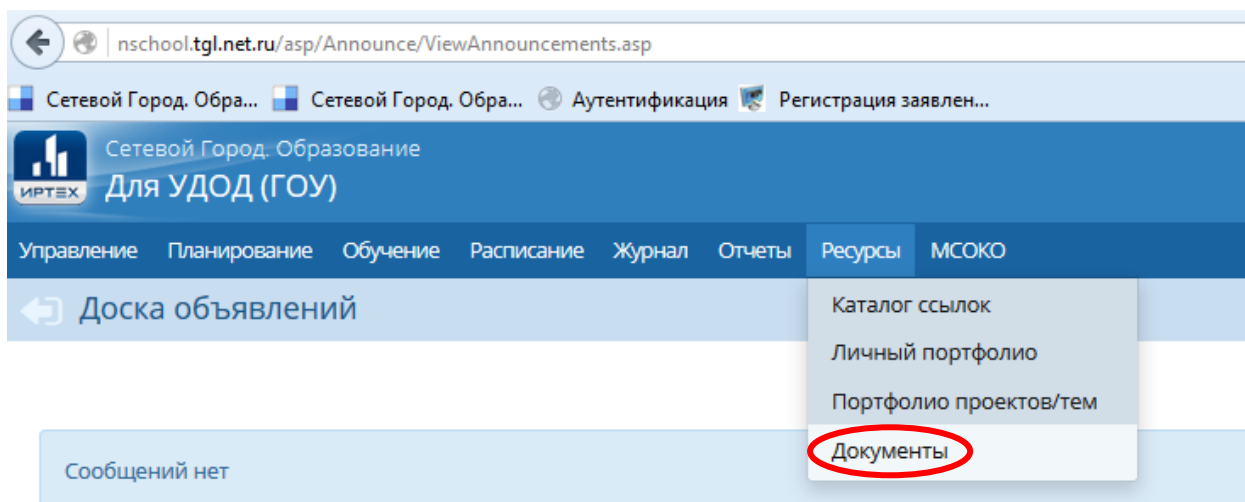 nschool.tgl.net.ru/asp/Announce/ViewAnnouncements.asp
Сетевой Город. Обра... Сетевой Город. Обра... Аутентификация Регистрация заявлен...
Сетевой Город. Образование
ИРТЕХ Для УДОД (ГОУ)
Управление Планирование Обучение Расписание Журнал Отчеты Ресурсы МСОКО
Доска объявлений
Каталог ссылок
Личный портфолио
Портфолио проектов/тем
Документы
Сообщений нет